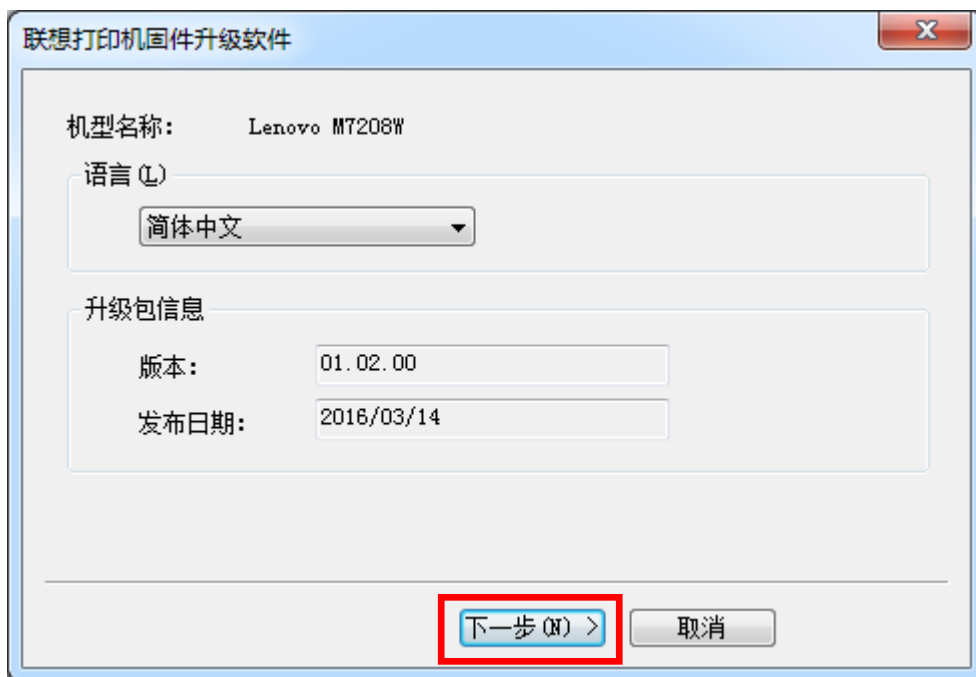 联想打印机固件升级软件
机型名称: Lenovo M7208W
语言(L)
简体中文
升级包信息
版本: 01.02.00
发布日期: 2016/03/14
下一步(N) > 取消